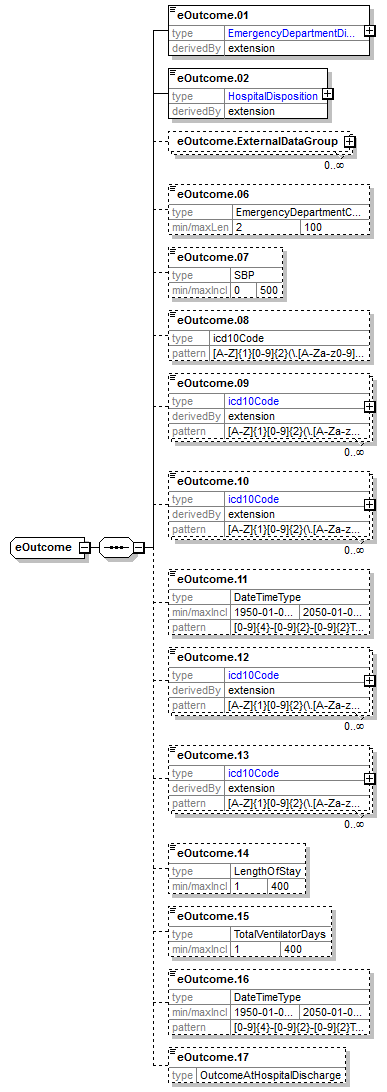 eOutcome
eOutcome.01
type EmergencyDepartmentDi...
derivedBy extension
eOutcome.02
type HospitalDisposition
derivedBy extension
eOutcome.ExternalDataGroup
0..∞
eOutcome.06
type EmergencyDepartmentC...
min/maxLen 2 100
eOutcome.07
type SBP
min/maxIncl 0 500
eOutcome.08
type icd10Code
pattern [A-Z]{1}[0-9]{2}(\.[A-Za-z0-9]...
eOutcome.09
type icd10Code
derivedBy extension
pattern [A-Z]{1}[0-9]{2}(\.[A-Za-z...
0..∞
eOutcome.10
type icd10Code
derivedBy extension
pattern [A-Z]{1}[0-9]{2}(\.[A-Za-z...
0..∞
eOutcome.11
type DateTimeType
min/maxIncl 1950-01-0... 2050-01-0...
pattern [0-9]{4}-[0-9]{2}-[0-9]{2}T...
eOutcome.12
type icd10Code
derivedBy extension
pattern [A-Z]{1}[0-9]{2}(\.[A-Za-z...
0..∞
eOutcome.13
type icd10Code
derivedBy extension
pattern [A-Z]{1}[0-9]{2}(\.[A-Za-z...
0..∞
eOutcome.14
type LengthOfStay
min/maxIncl 1 400
eOutcome.15
type TotalVentilatorDays
min/maxIncl 1 400
eOutcome.16
type DateTimeType
min/maxIncl 1950-01-0... 2050-01-0...
pattern [0-9]{4}-[0-9]{2}-[0-9]{2}T...
eOutcome.17
type OutcomeAtHospitalDischarge